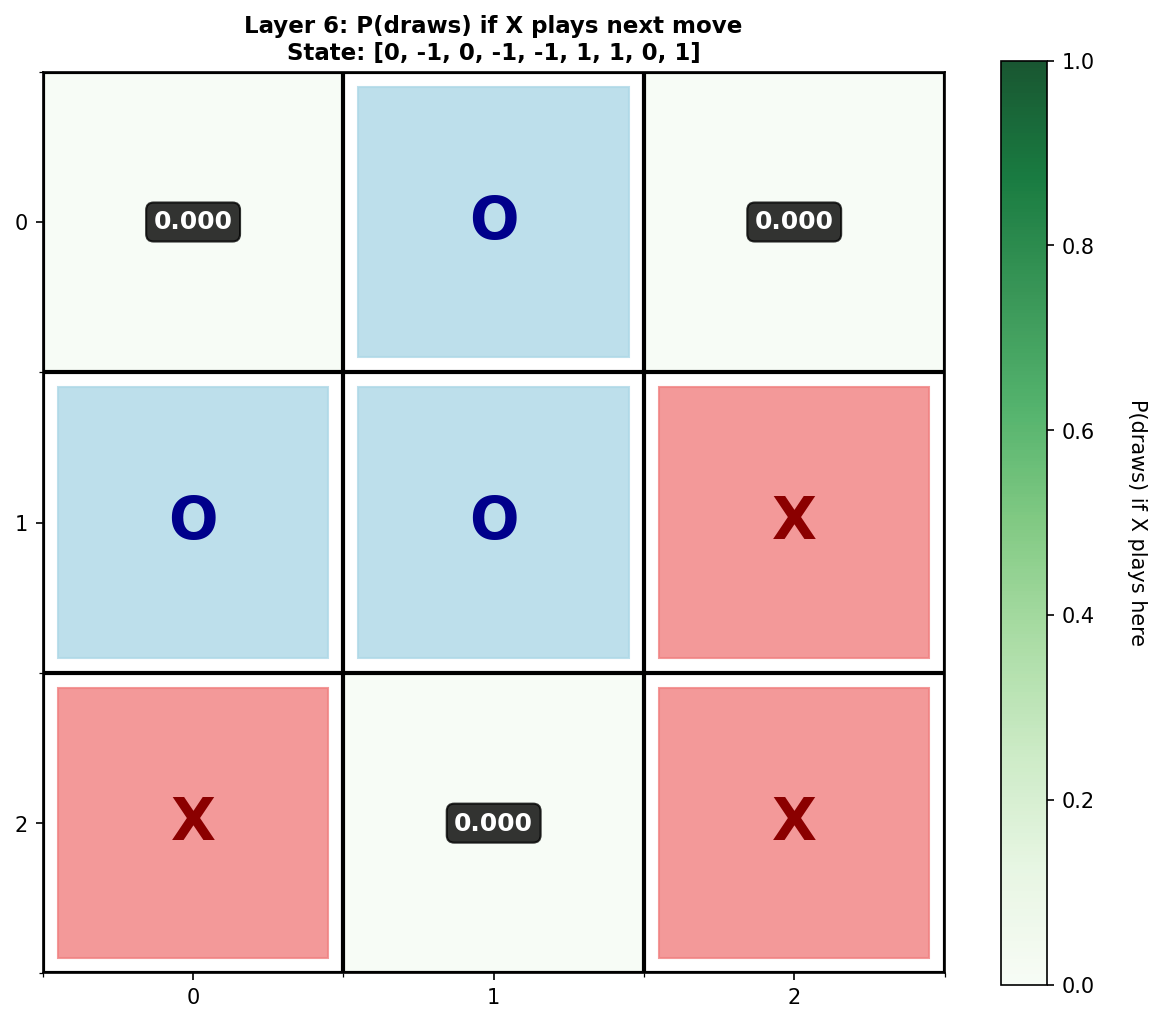 Layer 6: P(draws) if X plays next move
State: [0, -1, 0, -1, -1, 1, 1, 0, 1]
0.000 O 0.000
O O X
X 0.000 X
0
1
2
0 1 2
1.0
0.8
0.6
0.4
0.2
0.0
P(draws) if X plays here